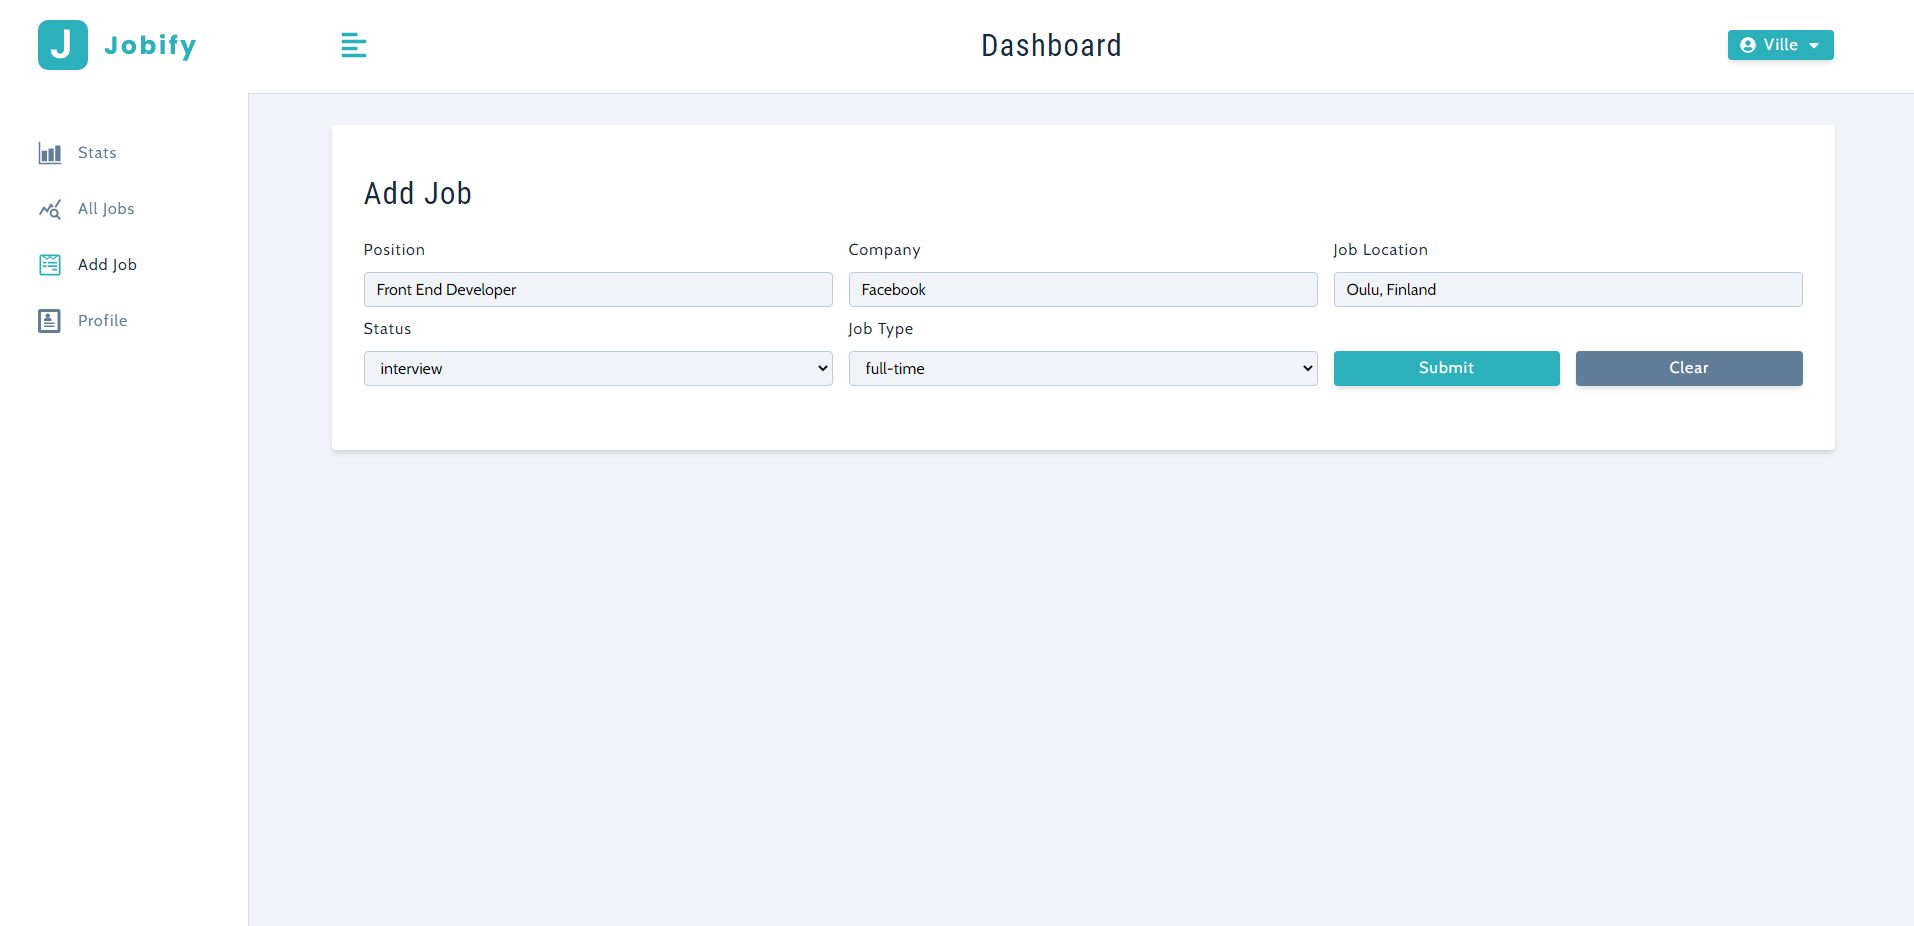 J Jobify
Dashboard
Ville
Stats
All Jobs
Add Job
Profile
Add Job
Position
Company
Job Location
Front End Developer
Facebook
Oulu, Finland
Status
Job Type
interview
full-time
Submit
Clear